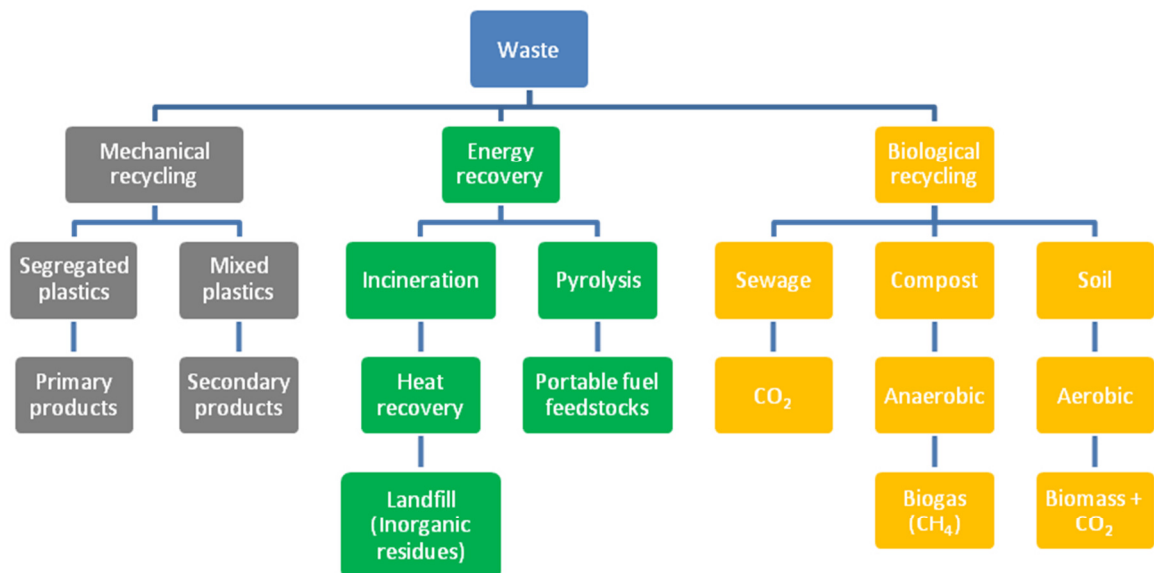 Waste
Mechanical
recycling
Energy
recovery
Biological
recycling
Segregated
plastics
Mixed
plastics
Incineration
Pyrolysis
Sewage
Compost
Soil
Primary
products
Secondary
products
Heat
recovery
Portable fuel
feedstocks
CO₂
Anaerobic
Aerobic
Landfill
(Inorganic
residues)
Biogas
(CH₄)
Biomass +
CO₂